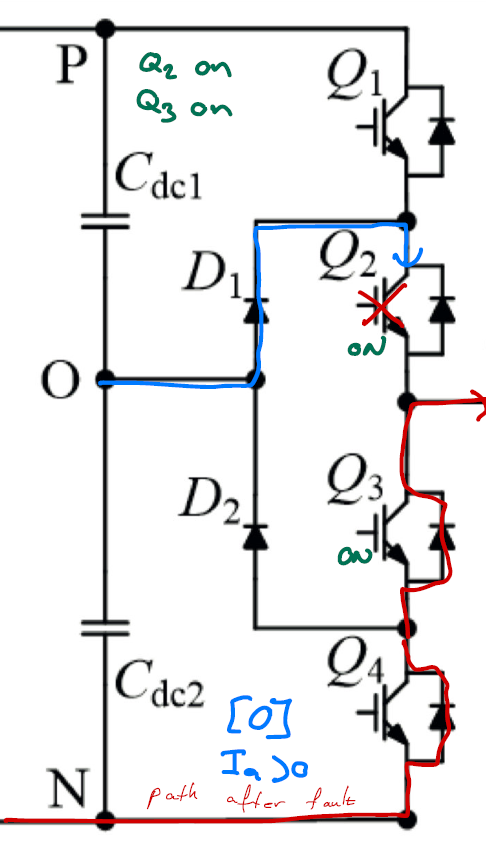 P
Q2 on
Q3 on
Q1
Cdc1
D1
Q2
ON
O
D2
Q3
ON
Cdc2
Q4
[0]
Ia>0
N
path after fault